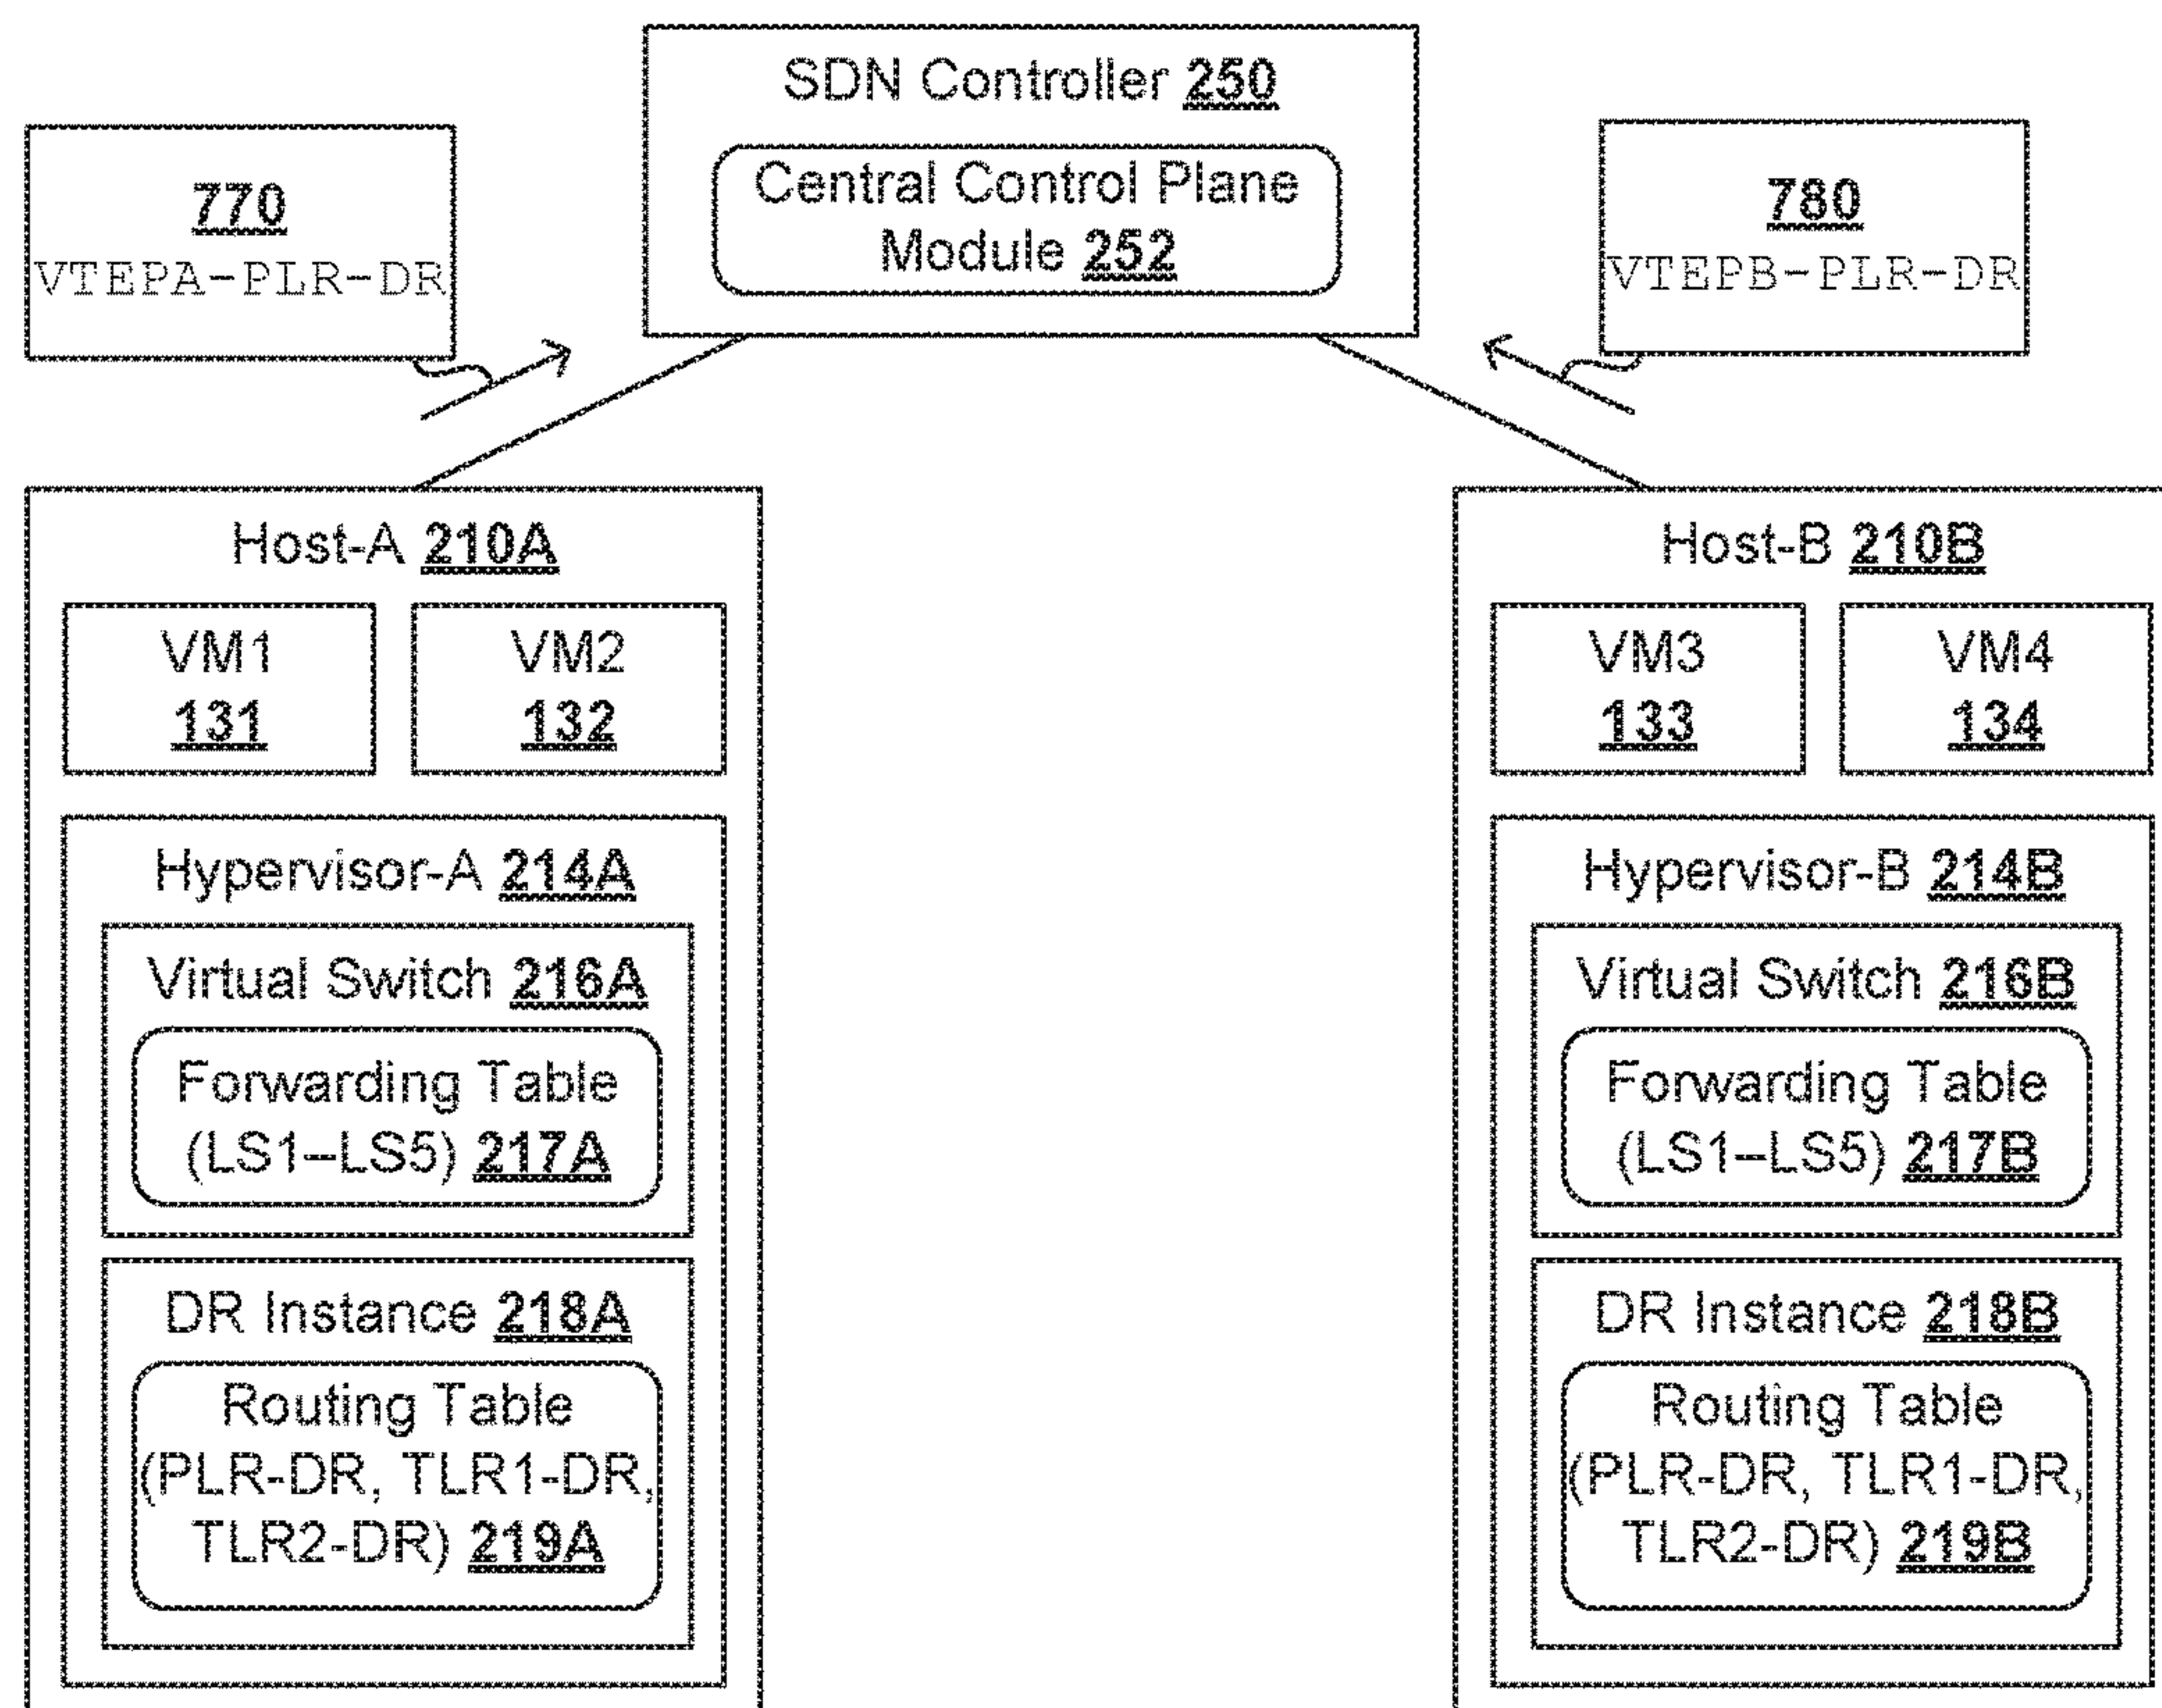 SDN Controller 250
Central Control Plane
Module 252
770
VTEPA-PLR-DR
780
VTEPB-PLR-DR
Host-A 210A
VM1
131
VM2
132
Hypervisor-A 214A
Virtual Switch 216A
Forwarding Table
(LS1–LS5) 217A
DR Instance 218A
Routing Table
(PLR-DR, TLR1-DR,
TLR2-DR) 219A
Host-B 210B
VM3
133
VM4
134
Hypervisor-B 214B
Virtual Switch 216B
Forwarding Table
(LS1–LS5) 217B
DR Instance 218B
Routing Table
(PLR-DR, TLR1-DR,
TLR2-DR) 219B